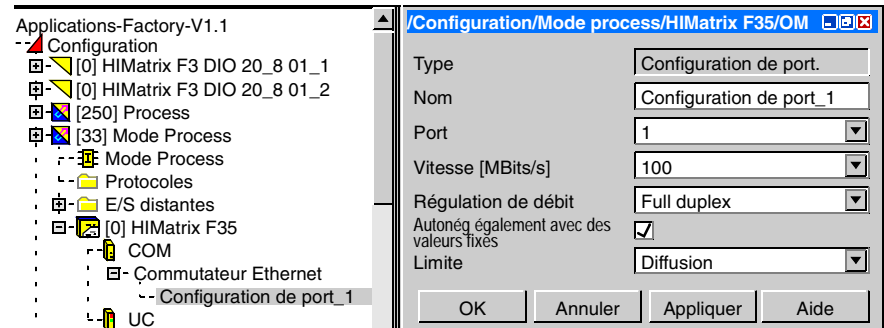 Applications-Factory-V1.1
Configuration
[0] HIMatrix F3 DIO 20_8 01_1
[0] HIMatrix F3 DIO 20_8 01_2
[250] Process
[33] Mode Process
Mode Process
Protocoles
E/S distantes
[0] HIMatrix F35
COM
Commutateur Ethernet
Configuration de port_1
UC
/Configuration/Mode process/HIMatrix F35/OM
Type Configuration de port.
Nom Configuration de port_1
Port 1
Vitesse [MBits/s] 100
Régulation de débit Full duplex
Autonég également avec des
valeurs fixes
Limite Diffusion
OK Annuler Appliquer Aide